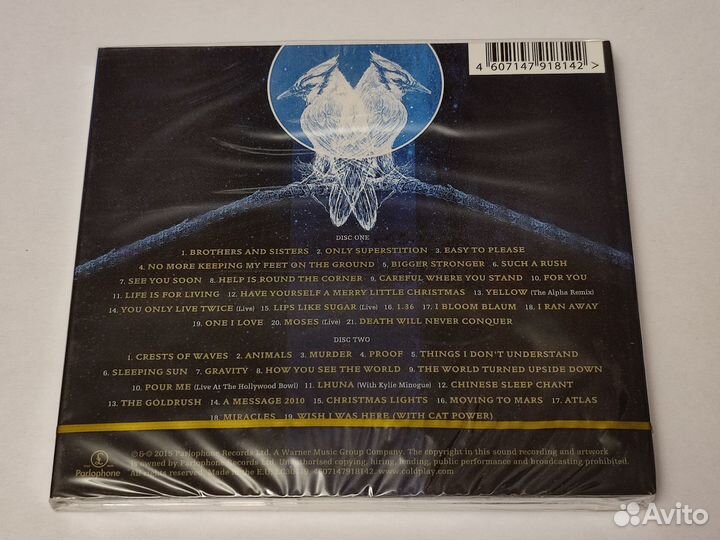 4 607147 918142 >
DISC ONE
1. BROTHERS AND SISTERS 2. ONLY SUPERSTITION 3. EASY TO PLEASE
4. NO MORE KEEPING MY FEET ON THE GROUND 5. BIGGER STRONGER 6. SUCH A RUSH
7. SEE YOU SOON 8. HELP IS ROUND THE CORNER 9. CAREFUL WHERE YOU STAND 10. FOR YOU
11. LIFE IS FOR LIVING 12. HAVE YOURSELF A MERRY LITTLE CHRISTMAS 13. YELLOW (The Alpha Remix)
14. YOU ONLY LIVE TWICE (Live) 15. LIPS LIKE SUGAR (Live) 16. 1.36 17. I BLOOM BLAUM 18. I RAN AWAY
19. ONE I LOVE 20. MOSES (Live) 21. DEATH WILL NEVER CONQUER
DISC TWO
1. CRESTS OF WAVES 2. ANIMALS 3. MURDER 4. PROOF 5. THINGS I DON'T UNDERSTAND
6. SLEEPING SUN 7. GRAVITY 8. HOW YOU SEE THE WORLD 9. THE WORLD TURNED UPSIDE DOWN
10. POUR ME (Live At The Hollywood Bowl) 11. LHUNA (With Kylie Minogue) 12. CHINESE SLEEP CHANT
13. THE GOLDRUSH 14. A MESSAGE 2010 15. CHRISTMAS LIGHTS 16. MOVING TO MARS 17. ATLAS
18. MIRACLES 19. WISH I WAS HERE (WITH CAT POWER)
Parlophone
℗ & © 2015 Parlophone Records Ltd. A Warner Music Group Company. The copyright in this sound recording and artwork
is owned by Parlophone Records Ltd. Unauthorised copying, hiring, lending, public performance and broadcasting prohibited.
All rights reserved. Made in the E.U. 4607147918142 www.coldplay.com
Avito